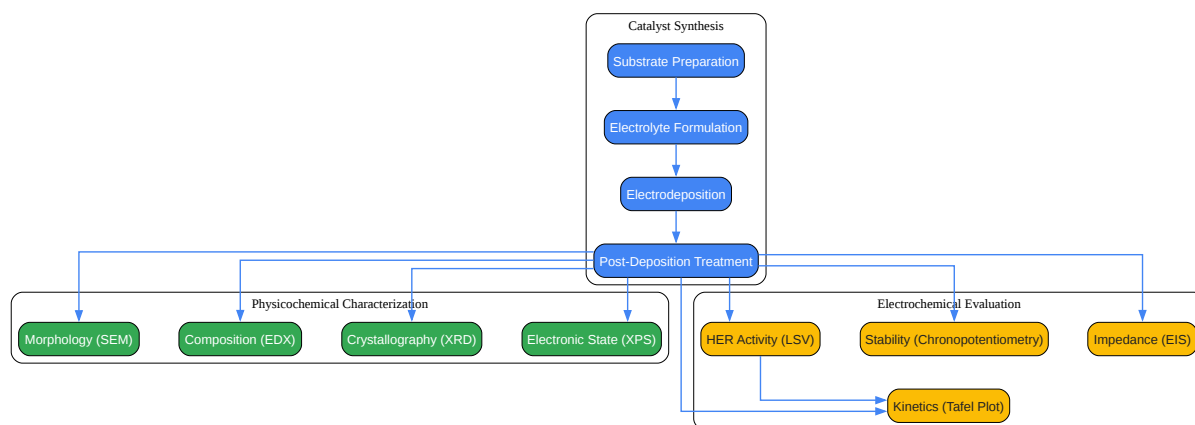 Catalyst Synthesis
Substrate Preparation
Electrolyte Formulation
Electrodeposition
Post-Deposition Treatment
Physicochemical Characterization
Morphology (SEM)
Composition (EDX)
Crystallography (XRD)
Electronic State (XPS)
Electrochemical Evaluation
HER Activity (LSV)
Stability (Chronopotentiometry)
Impedance (EIS)
Kinetics (Tafel Plot)